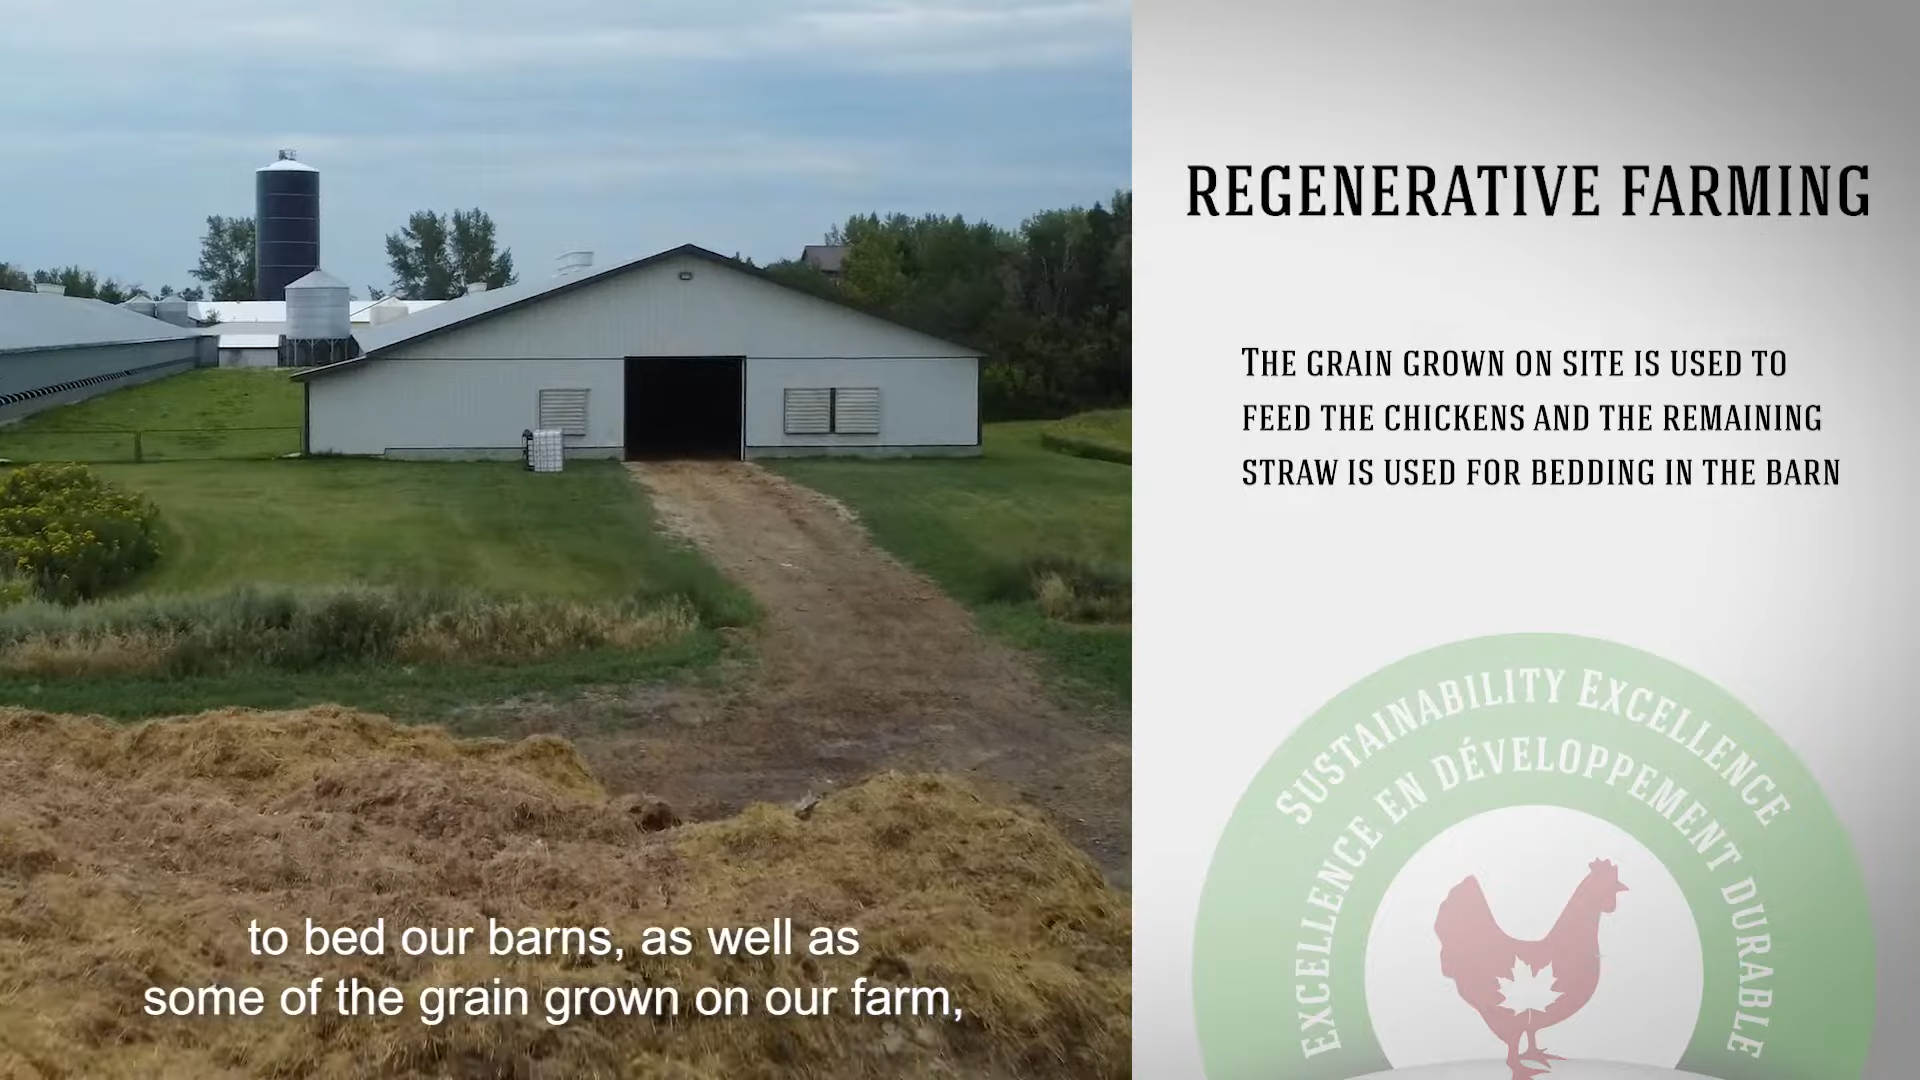 REGENERATIVE FARMING
THE GRAIN GROWN ON SITE IS USED TO
FEED THE CHICKENS AND THE REMAINING
STRAW IS USED FOR BEDDING IN THE BARN
SUSTAINABILITY EXCELLENCE
EXCELLENCE EN DÉVELOPPEMENT DURABLE
to bed our barns, as well as
some of the grain grown on our farm,